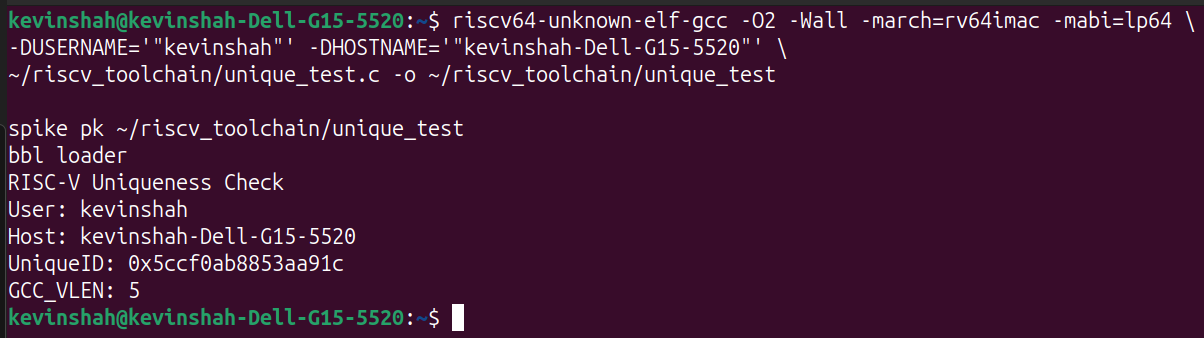 kevinshah@kevinshah-Dell-G15-5520:~$ riscv64-unknown-elf-gcc -O2 -Wall -march=rv64imac -mabi=lp64 \
-DUSERNAME='"kevinshah"' -DHOSTNAME='"kevinshah-Dell-G15-5520"' \
~/riscv_toolchain/unique_test.c -o ~/riscv_toolchain/unique_test
spike pk ~/riscv_toolchain/unique_test
bbl loader
RISC-V Uniqueness Check
User: kevinshah
Host: kevinshah-Dell-G15-5520
UniqueID: 0x5ccf0ab8853aa91c
GCC_VLEN: 5
kevinshah@kevinshah-Dell-G15-5520:~$